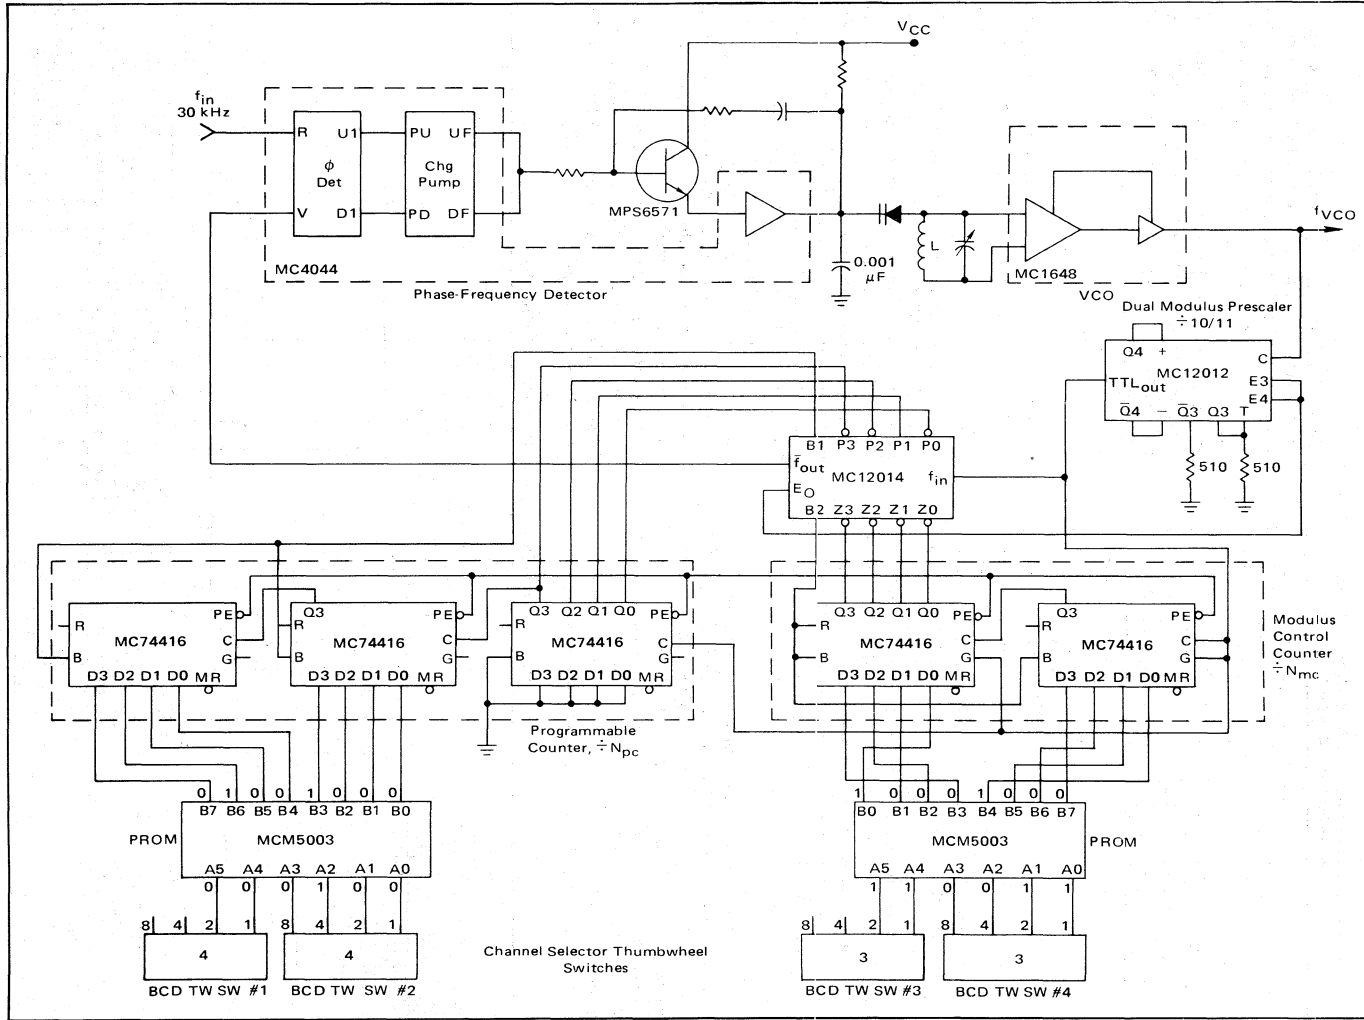 VCC
fin
30 kHz
R U1
φ
Det
V D1
PU UF
Chg
Pump
PD DF
MPS6571
MC4044
Phase-Frequency Detector
0.001
μF
L
MC1648
VCO
fVCO
Dual Modulus Prescaler
÷10/11
Q4 +
C
MC12012
TTLout
E3
E4
Q̅4 − Q̅3 Q3 T
510 510
B1 P3 P2 P1 P0
f̅out
MC12014 fin
EO
B2 Z3 Z2 Z1 Z0
PE
R
MC74416 C
B G
D3 D2 D1 D0 MR
Q3 PE
R
MC74416 C
B G
D3 D2 D1 D0 MR
Q3 Q2 Q1 Q0 PE
R
MC74416 C
B G
D3 D2 D1 D0 MR
Q3 Q2 Q1 Q0 PE
R
MC74416 C
B G
D3 D2 D1 D0 MR
Q3 PE
R
MC74416 C
B G
D3 D2 D1 D0 MR
Modulus
Control
Counter
÷Nmc
Programmable
Counter, ÷Npc
0 1 0 0 1 0 0 0
B7 B6 B5 B4 B3 B2 B1 B0
PROM MCM5003
A5 A4 A3 A2 A1 A0
0 0 0 1 0 0
8 4 2 1 8 4 2 1
4 4
BCD TW SW #1 BCD TW SW #2
Channel Selector Thumbwheel
Switches
1 0 0 0 1 0 0 0
B0 B1 B2 B3 B4 B5 B6 B7
MCM5003 PROM
A5 A4 A3 A2 A1 A0
1 1 0 0 1 1
8 4 2 1 8 4 2 1
3 3
BCD TW SW #3 BCD TW SW #4